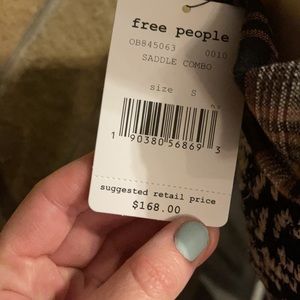 free people
OB845063 0010
SADDLE COMBO
size S
1 90380 56869 3
suggested retail price
$168.00